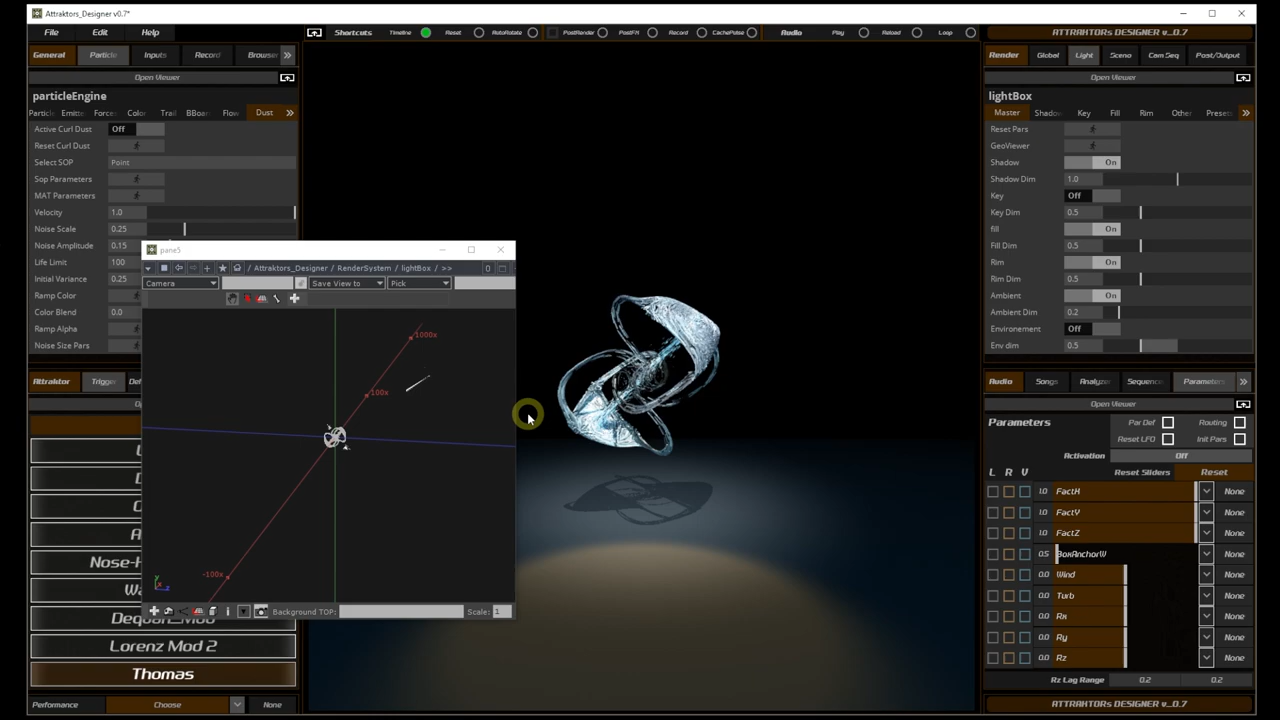 Attraktors_Designer v0.7*
File Edit Help
Shortcuts Timeline Reset AutoRotate PostRender PostFX Record CachePulse Audio Play Reload Loop
ATTRAKTORs DESIGNER v_0.7
General Particle Inputs Record Browser >>
Open Viewer
particleEngine
Particle Emitte Forces Color Trail BBoar Flow Dust >>
Active Curl Dust Off
Reset Curl Dust
Select SOP Point
Sop Parameters
MAT Parameters
Velocity 1.0
Noise Scale 0.25
Noise Amplitude 0.15
Life Limit 100
Initial Variance 0.25
Ramp Color
Color Blend 0.0
Ramp Alpha
Noise Size Pars
Attraktor Trigger
Nose-H
Lorenz Mod 2
Thomas
Performance Choose None
pane5
/ Attraktors_Designer / RenderSystem / lightBox / >> 0
Camera Save View to Pick
1000x
100x
-100x
y
x
z
Background TOP: Scale: 1
Render Global Light Scene Cam Seq Post/Output
Open Viewer
lightBox
Master Shadow Key Fill Rim Other Preset >>
Reset Pars
GeoViewer
Shadow On
Shadow Dim 1.0
Key Off
Key Dim 0.5
fill On
Fill Dim 0.5
Rim On
Rim Dim 0.5
Ambient On
Ambient Dim 0.2
Environement Off
Env dim 0.5
Audio Songs Analyzer Sequence Parameters >>
Open Viewer
Parameters Par Def Routing
Reset LFO Init Pars
Activation Off
L R V Reset Sliders Reset
1.0 FactX None
1.0 FactY None
1.0 FactZ None
0.5 BoxAnchorW None
0.0 Wind None
0.0 Turb None
0.0 Rx None
0.0 Ry None
0.0 Rz None
Rz Lag Range 0.2 0.2
ATTRAKTORs DESIGNER v_0.7